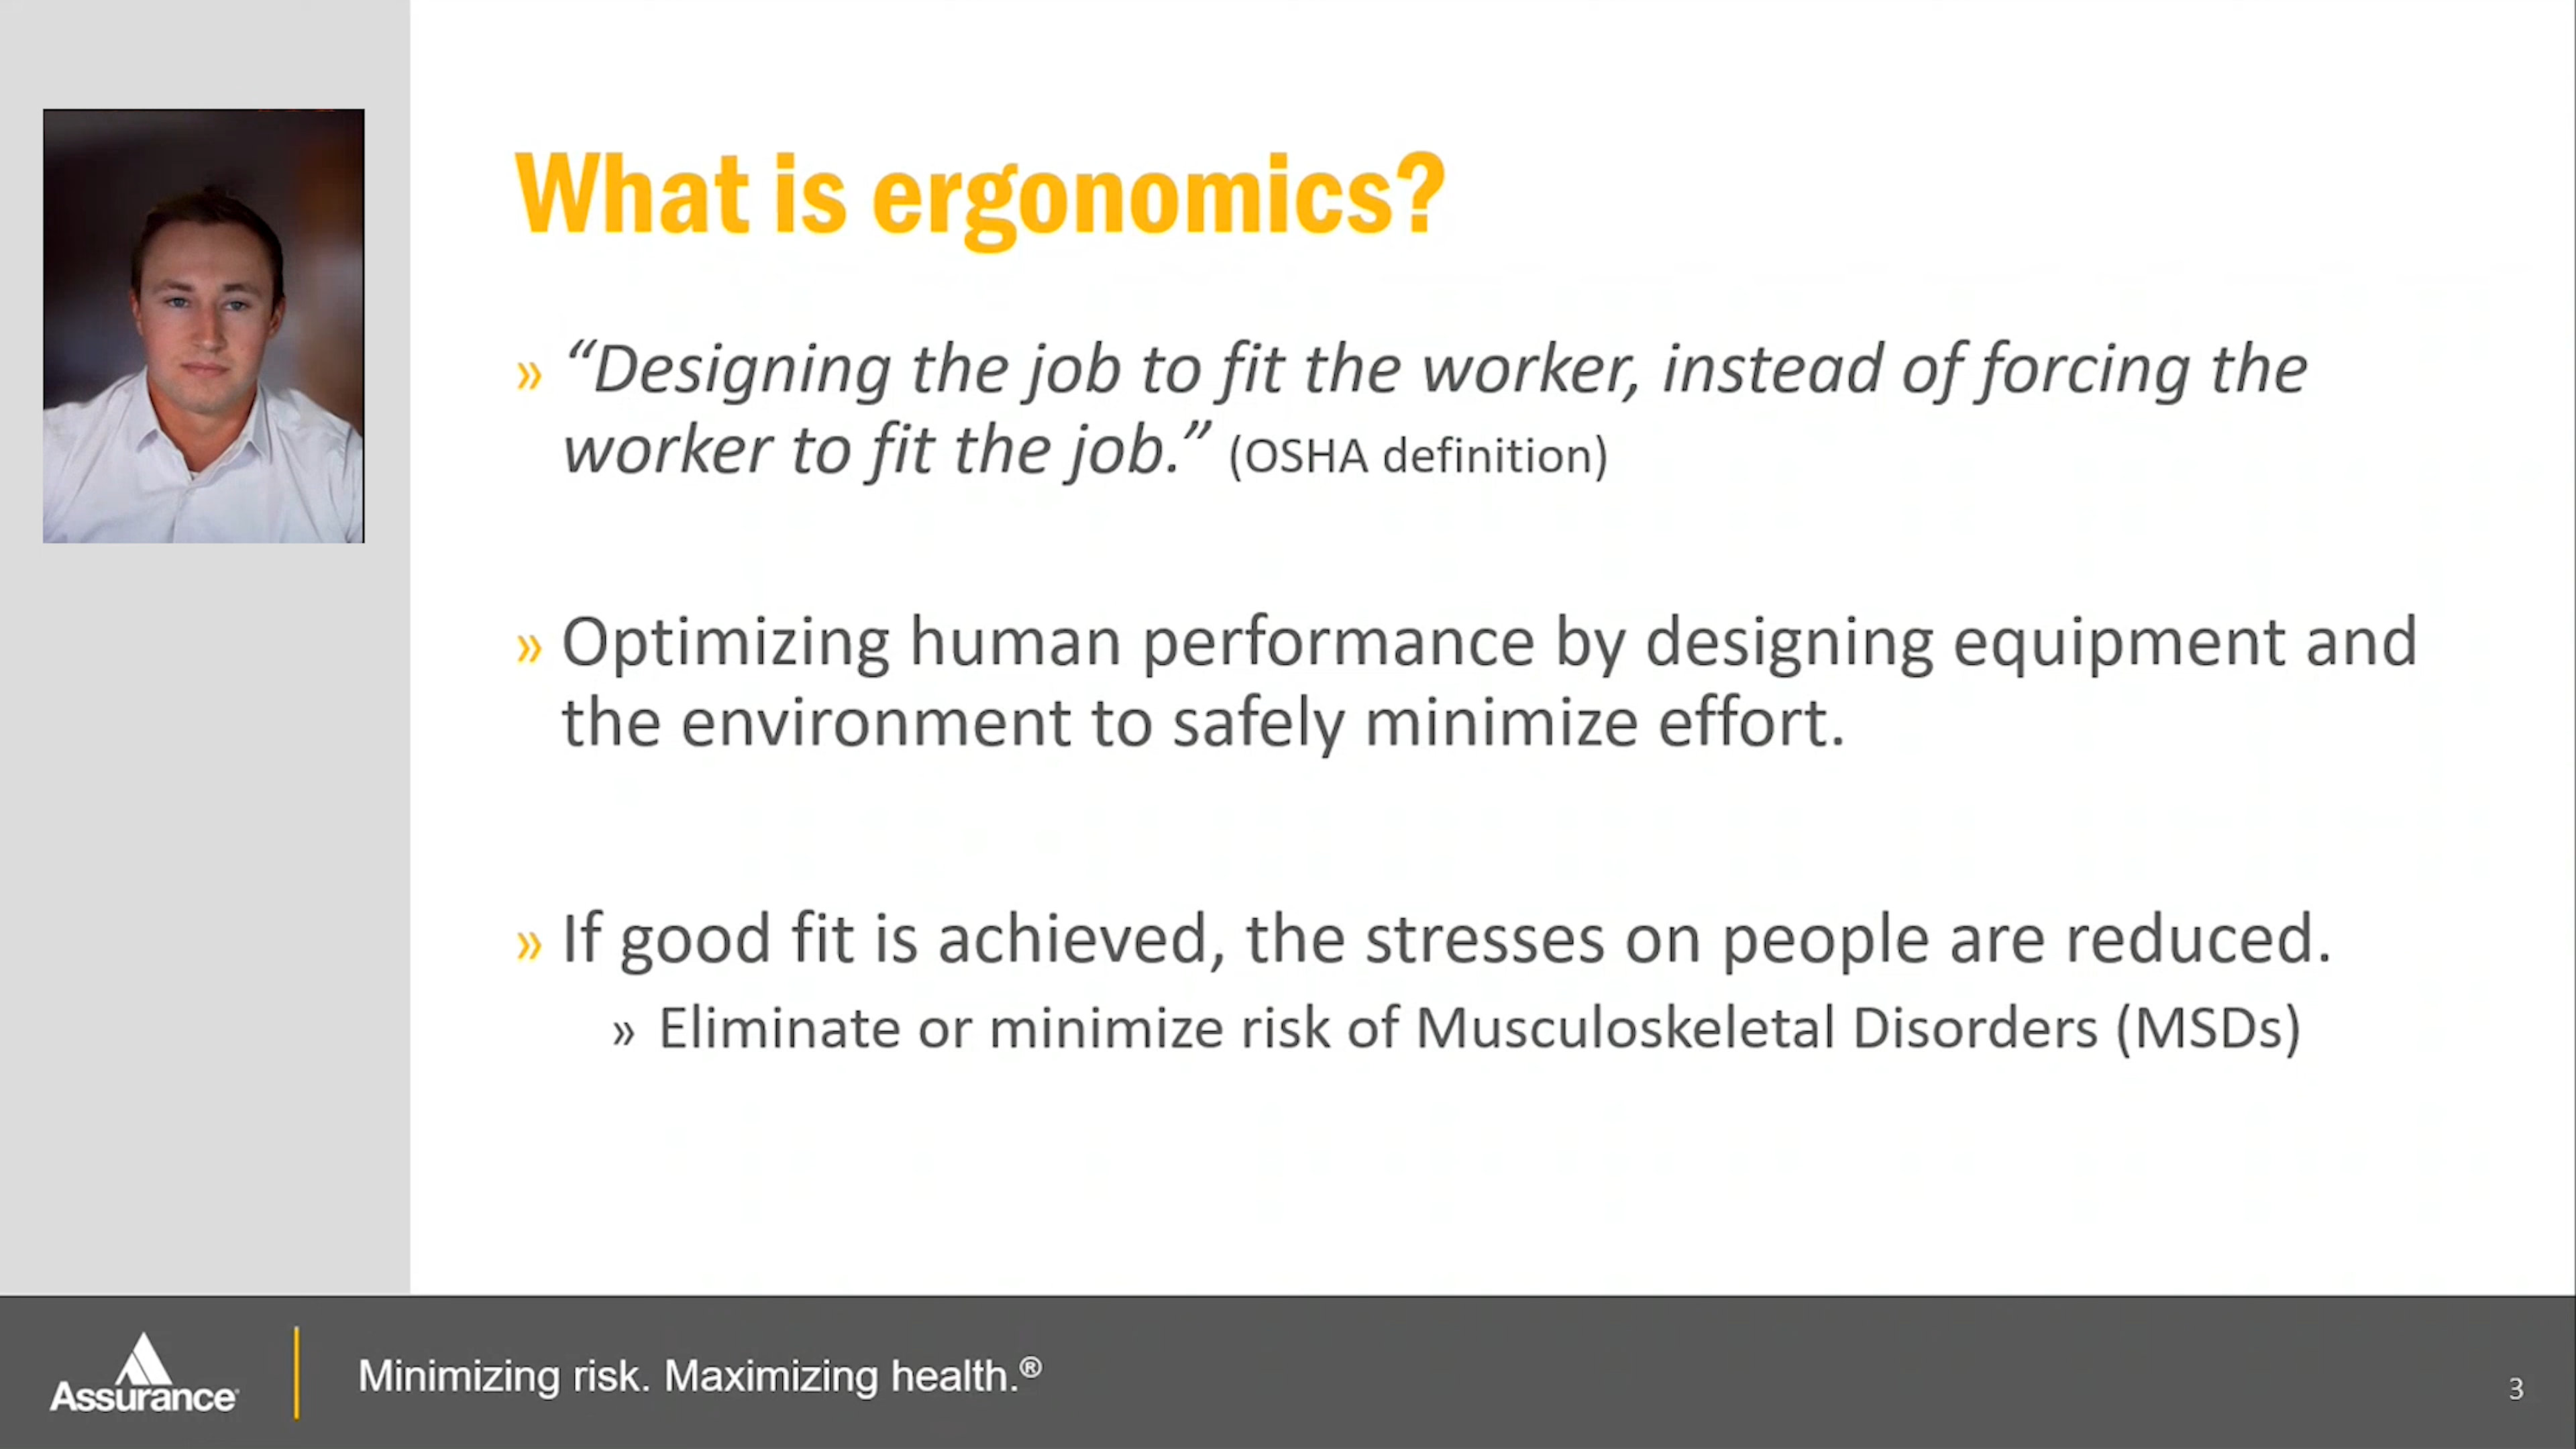 What is ergonomics?
» “Designing the job to fit the worker, instead of forcing the
worker to fit the job.” (OSHA definition)
» Optimizing human performance by designing equipment and
the environment to safely minimize effort.
» If good fit is achieved, the stresses on people are reduced.
» Eliminate or minimize risk of Musculoskeletal Disorders (MSDs)
Assurance
Minimizing risk. Maximizing health.®
3